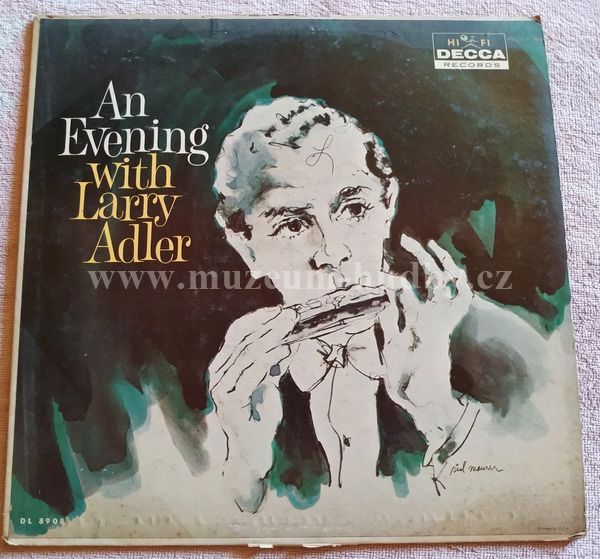 An
Evening
with
Larry
Adler
HI FI
DECCA
RECORDS
www.muzeumhudby.cz
DL 8908